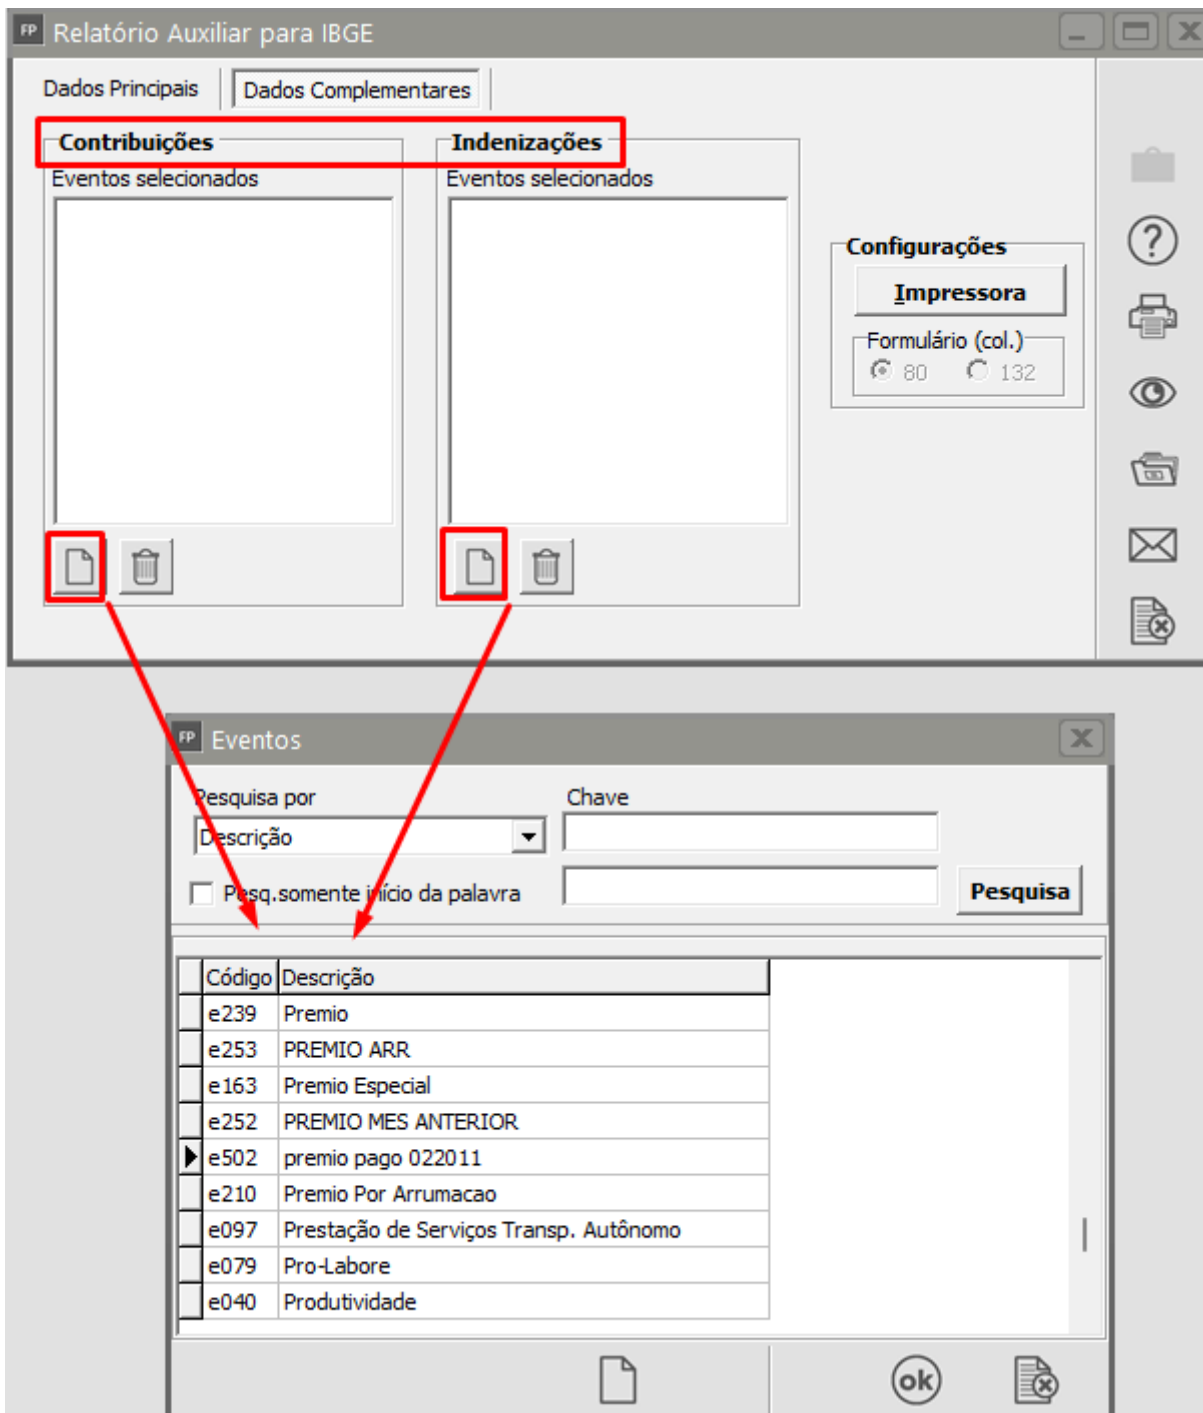 FP Relatório Auxiliar para IBGE
Dados Principais Dados Complementares
Contribuições Indenizações
Eventos selecionados Eventos selecionados
Configurações
Impressora
Formulário (col.)
80 132
FP Eventos
Pesquisa por Chave
Descrição
Pesq.somente início da palavra Pesquisa
Código Descrição
e239 Premio
e253 PREMIO ARR
e163 Premio Especial
e252 PREMIO MES ANTERIOR
e502 premio pago 022011
e210 Premio Por Arrumacao
e097 Prestação de Serviços Transp. Autônomo
e079 Pro-Labore
e040 Produtividade
ok